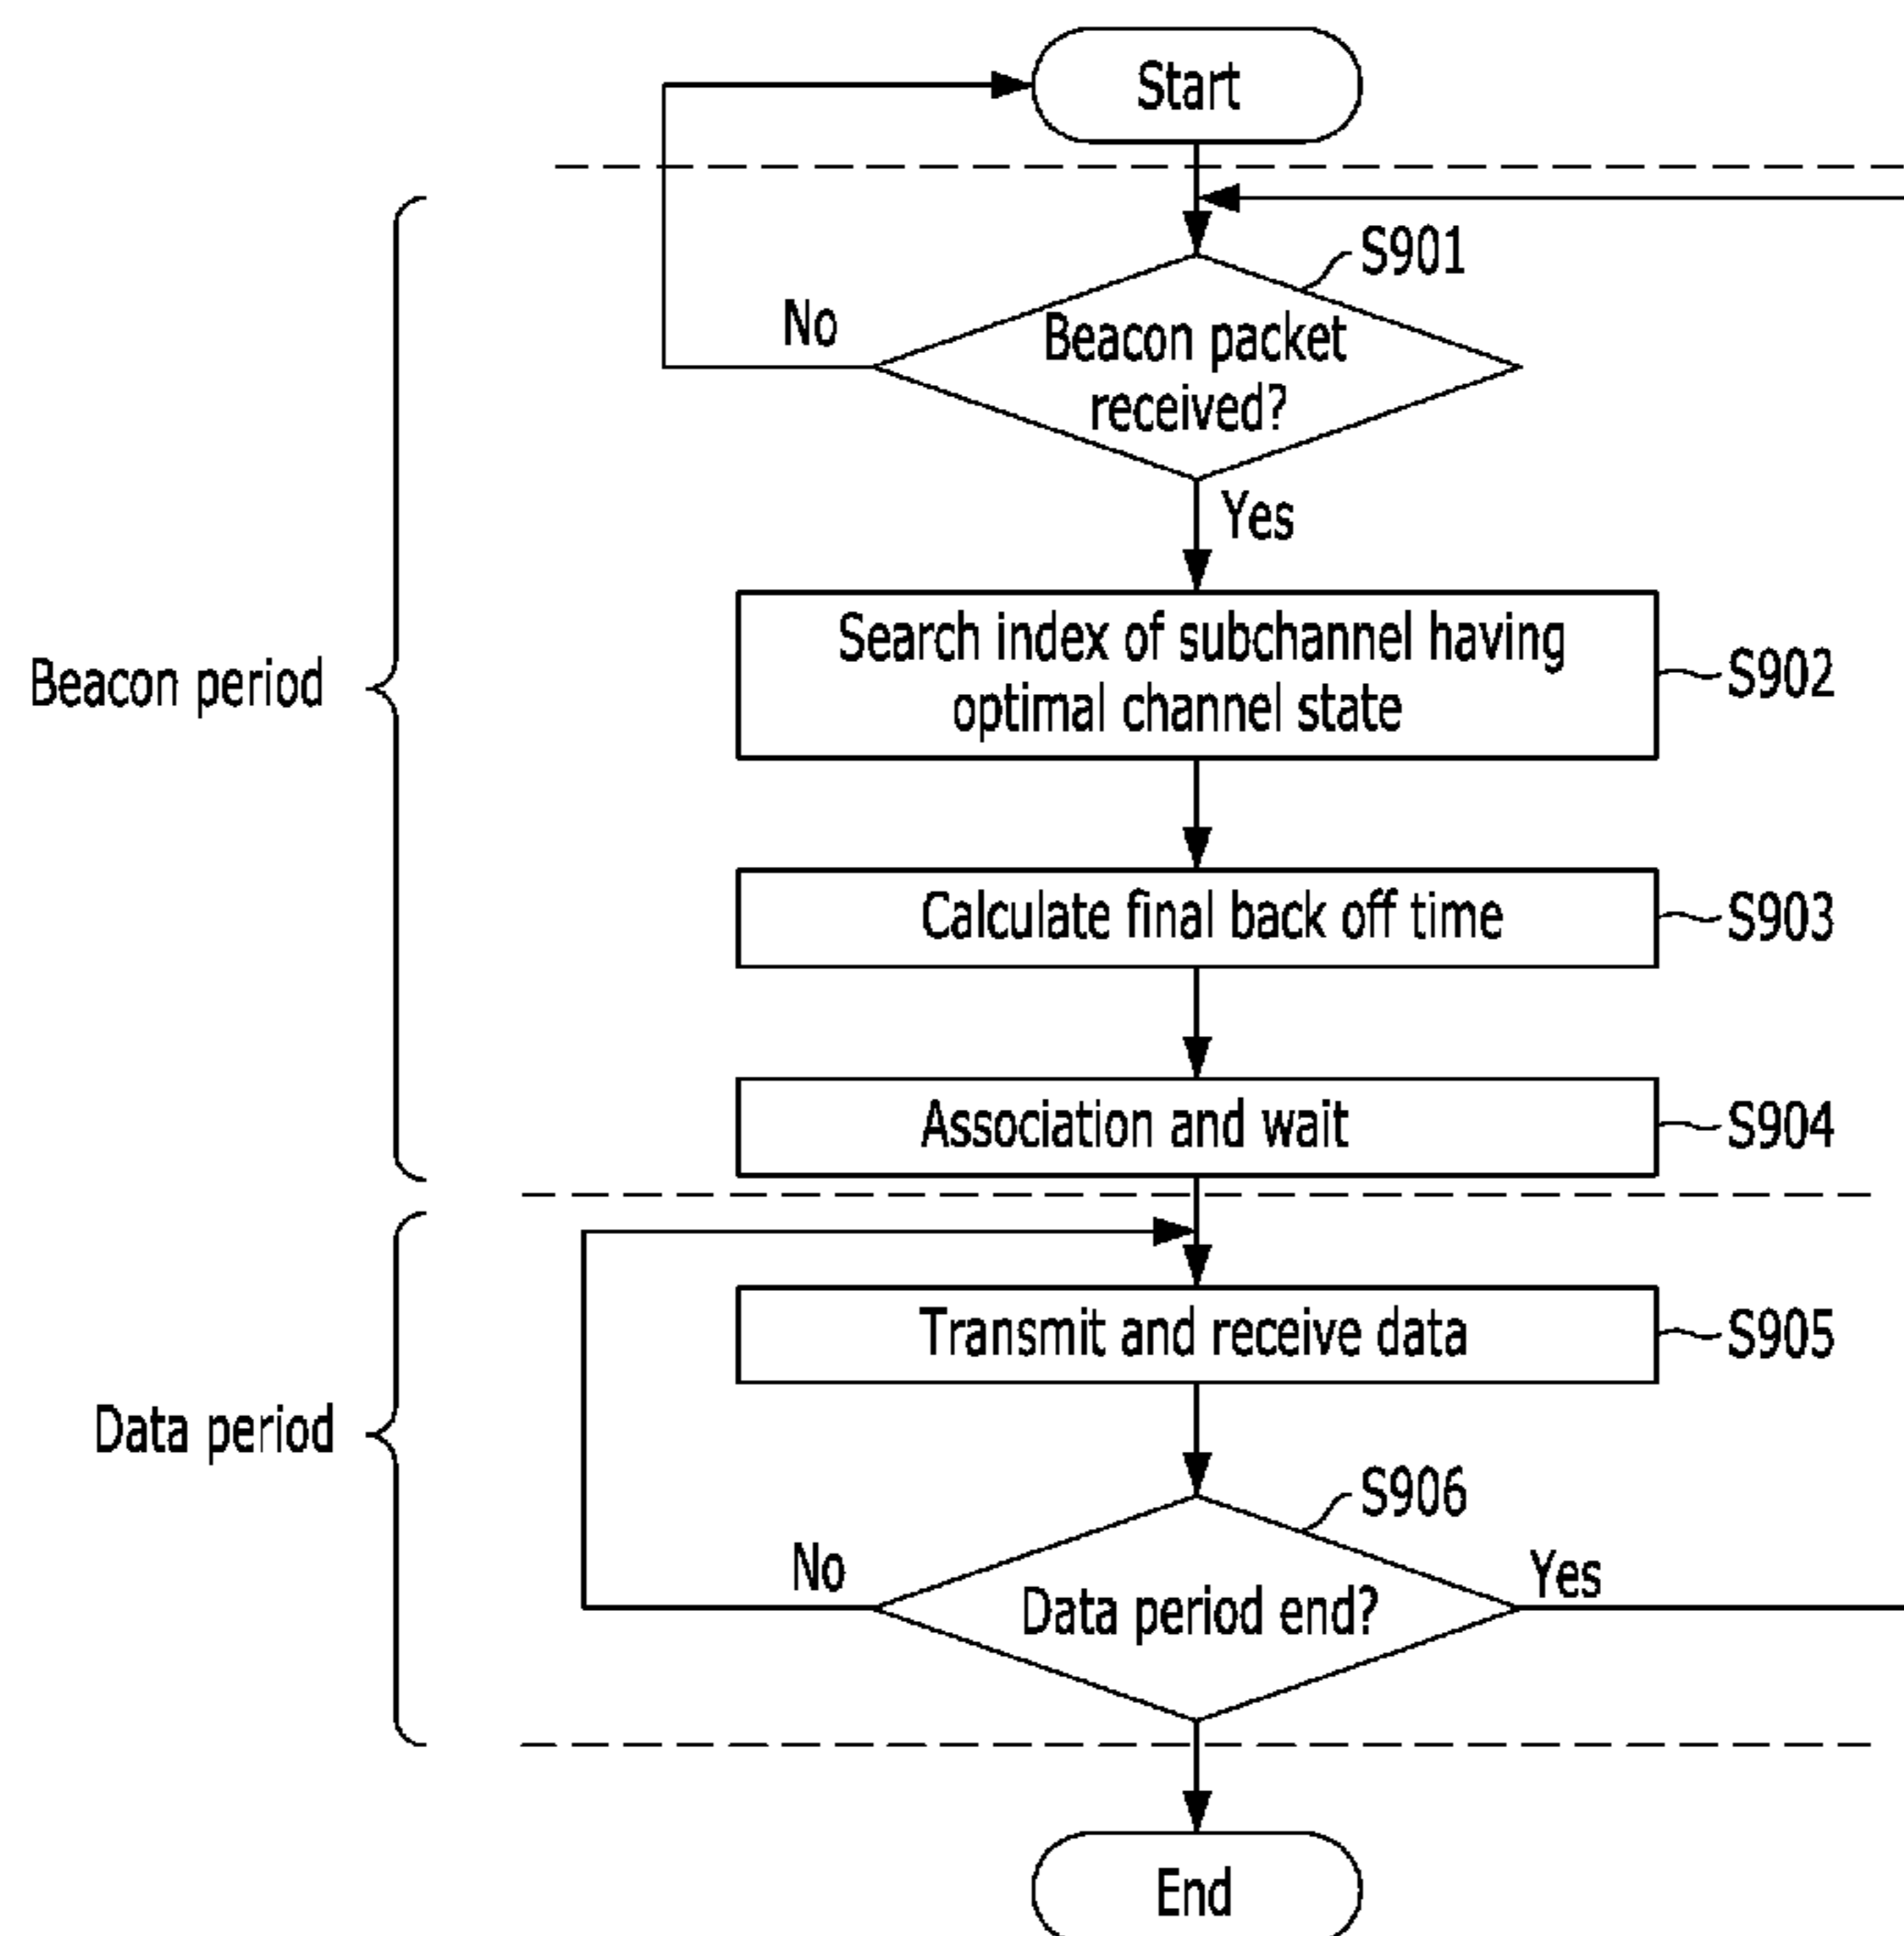 Start
S901
No
Beacon packet
received?
Yes
Search index of subchannel having
optimal channel state
S902
Beacon period
Calculate final back off time
S903
Association and wait
S904
Transmit and receive data
S905
Data period
S906
No
Yes
Data period end?
End